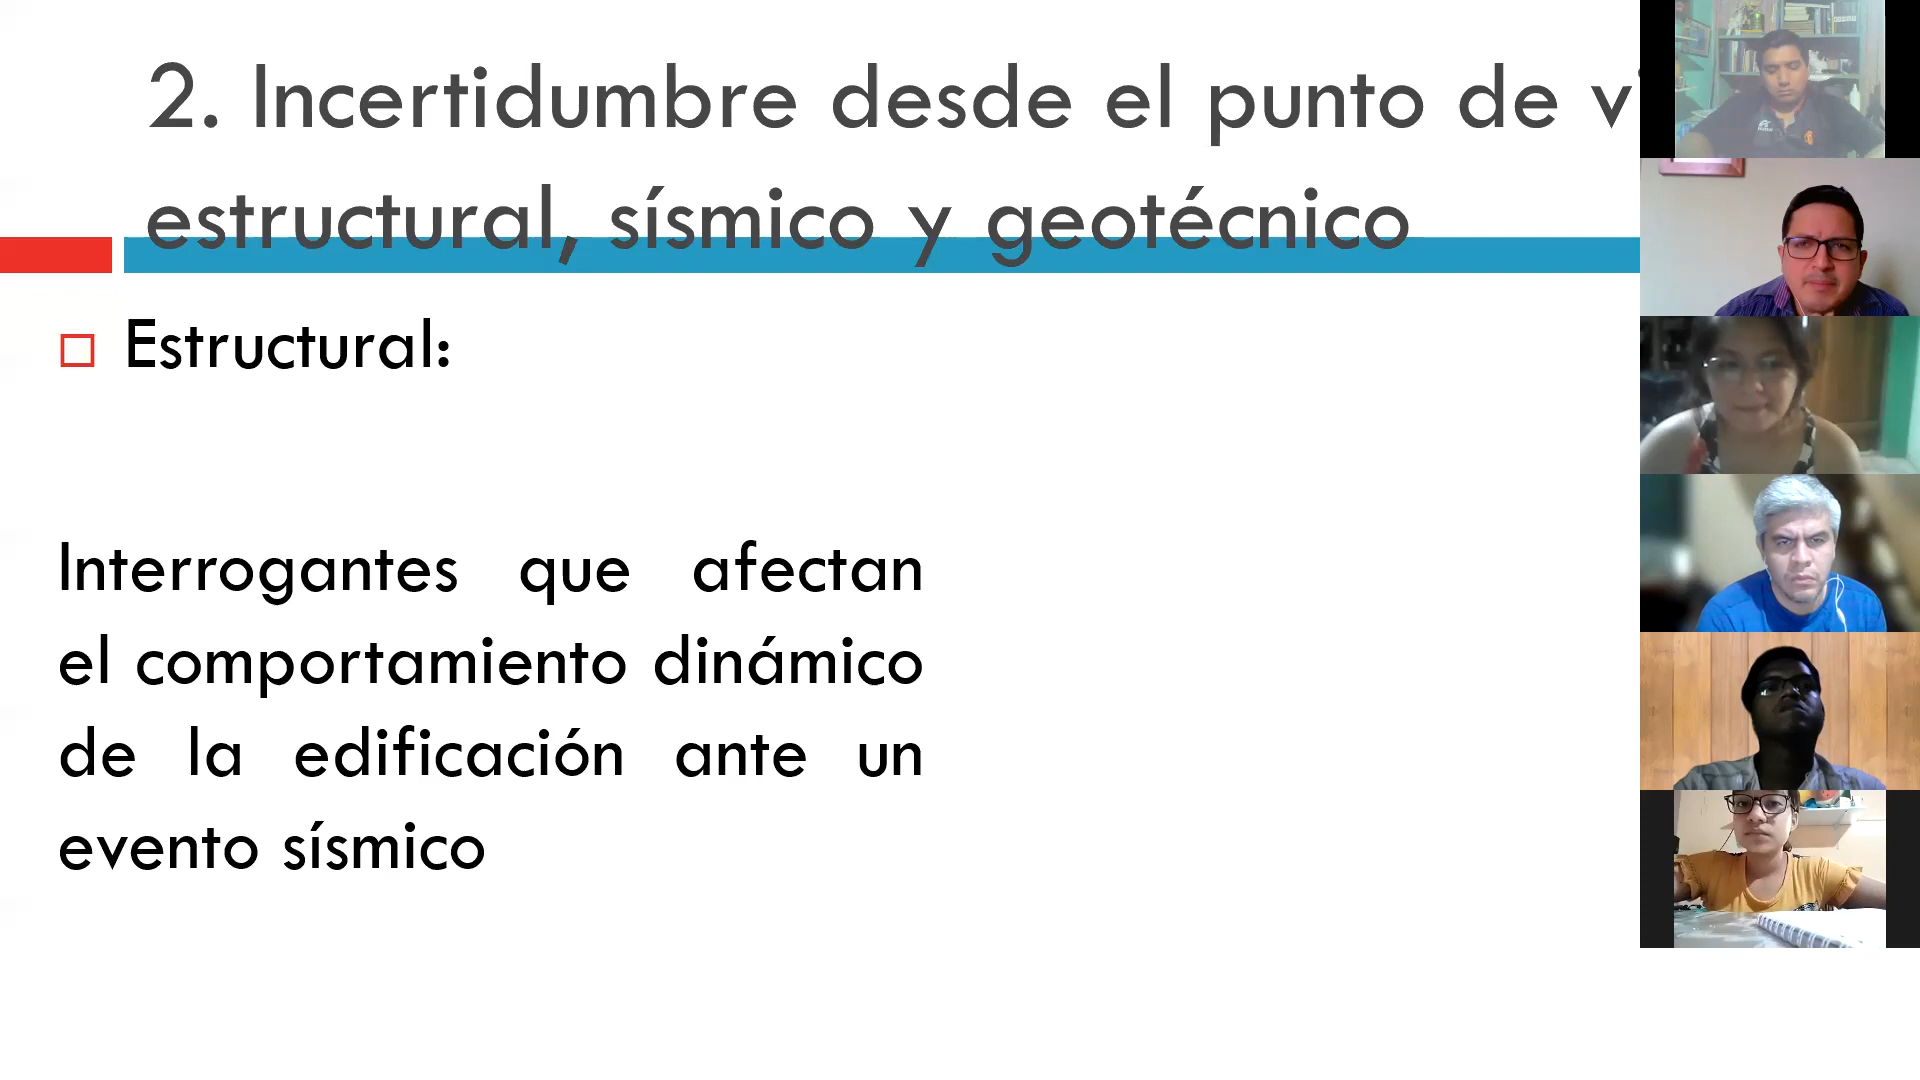 2. Incertidumbre desde el punto de
estructural, sísmico y geotécnico
Estructural:
Interrogantes que afectan
el comportamiento dinámico
de la edificación ante un
evento sísmico